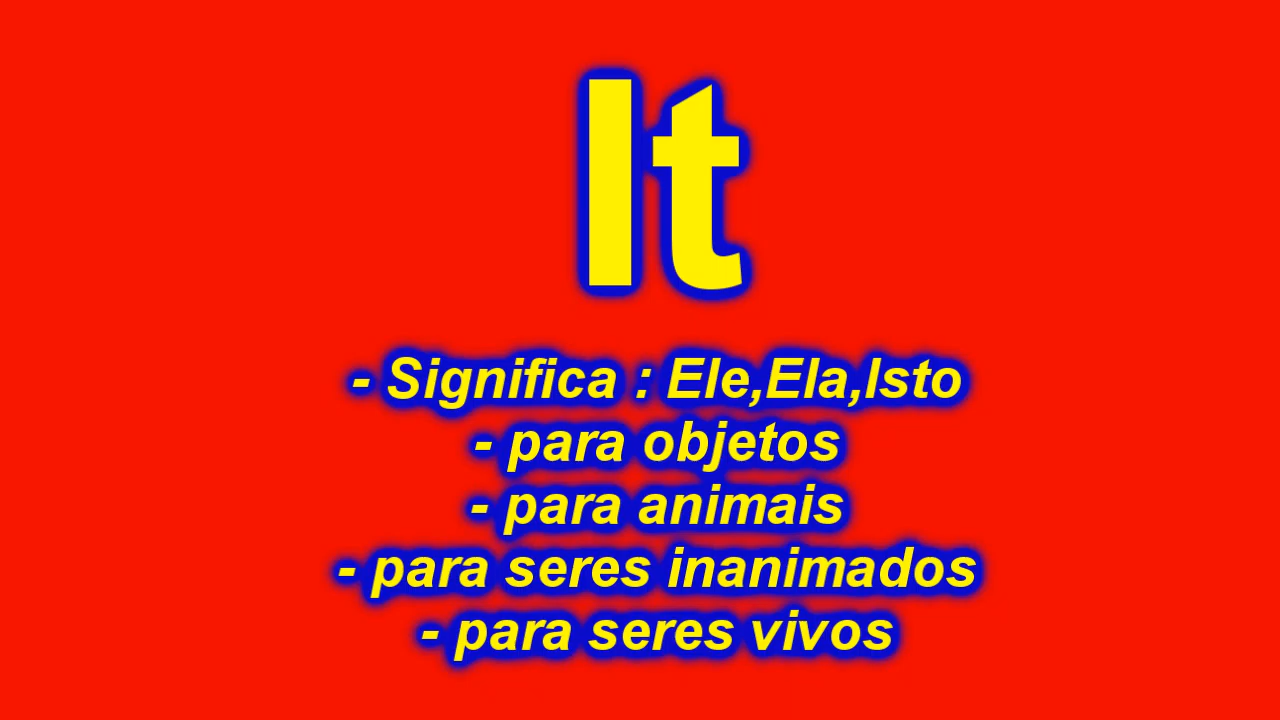 It
- Significa : Ele,Ela,Isto
- para objetos
- para animais
- para seres inanimados
- para seres vivos